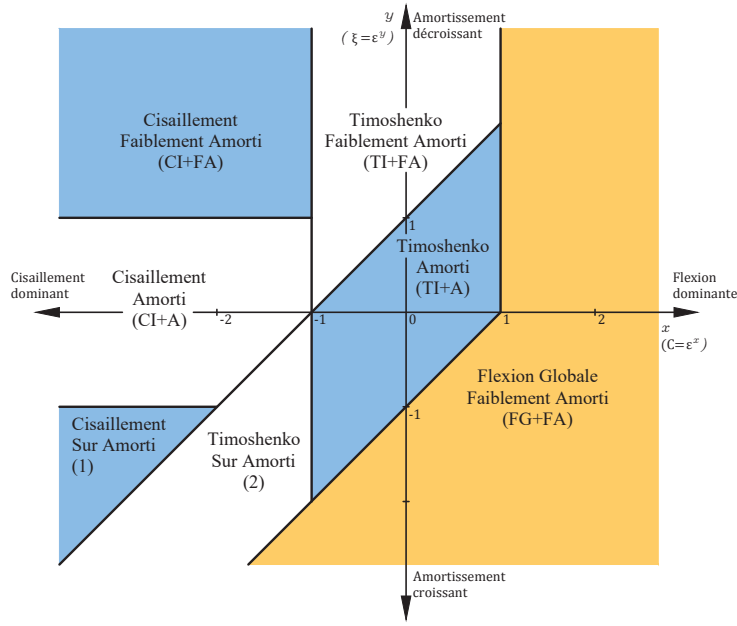 y
( ξ=εʸ)
Amortissement
décroissant
Cisaillement
Faiblement Amorti
(CI+FA)
Timoshenko
Faiblement Amorti
(TI+FA)
1
Timoshenko
Amorti
(TI+A)
Cisaillement
dominant
Cisaillement
Amorti
(CI+A)
-2
-1
0
1
2
Flexion
dominante
x
(C=εˣ)
Flexion Globale
Faiblement Amorti
(FG+FA)
-1
Cisaillement
Sur Amorti
(1)
Timoshenko
Sur Amorti
(2)
Amortissement
croissant